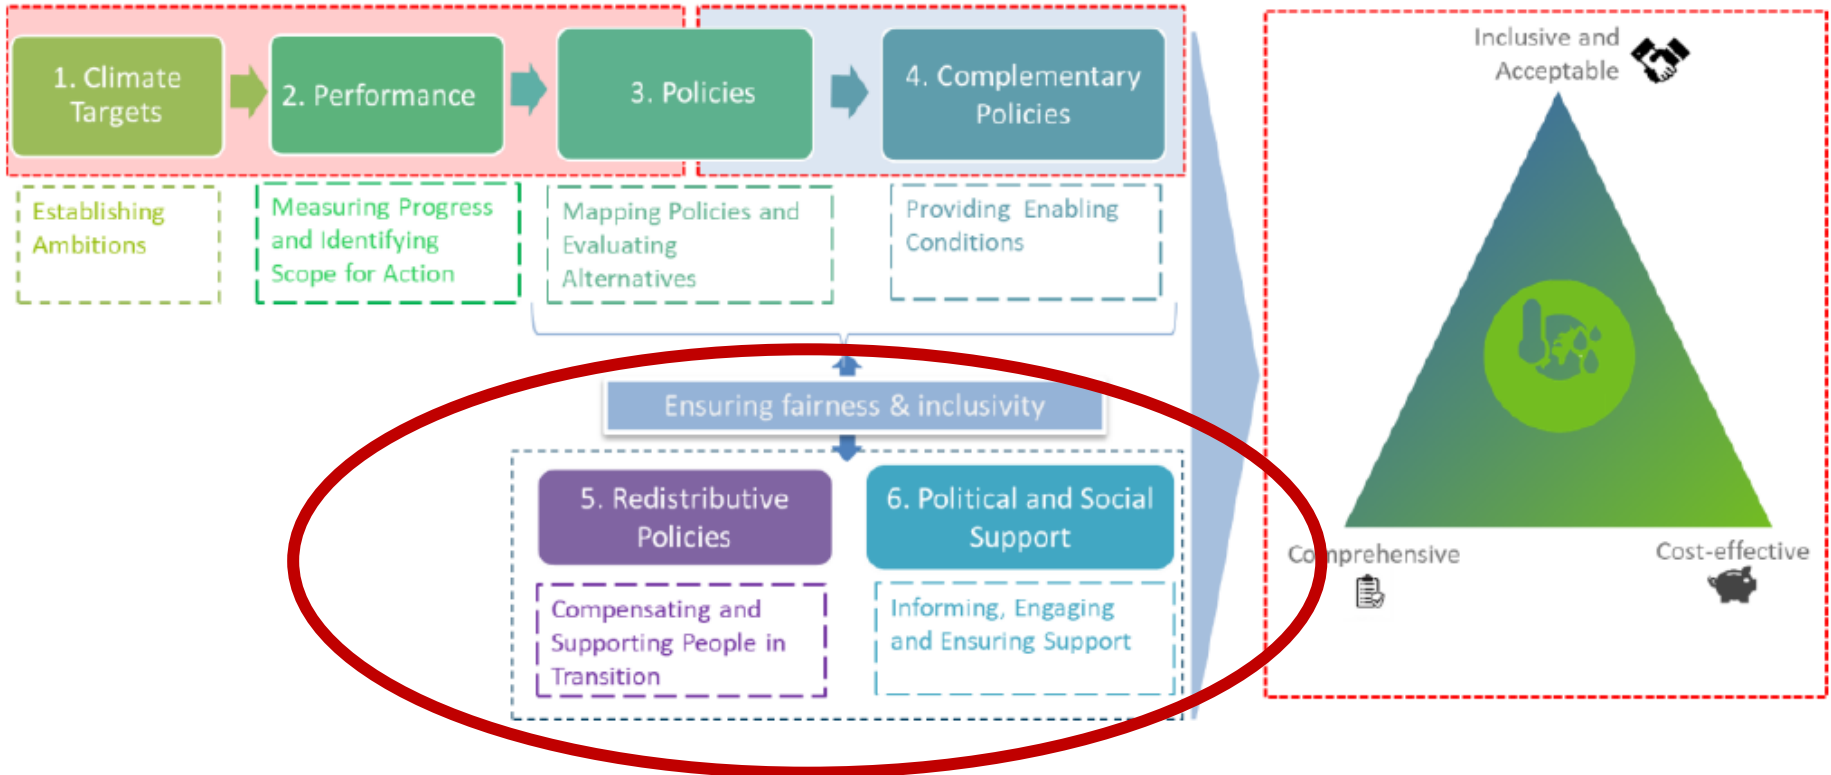 1. Climate
Targets
2. Performance
3. Policies
4. Complementary
Policies
Establishing
Ambitions
Measuring Progress
and Identifying
Scope for Action
Mapping Policies and
Evaluating
Alternatives
Providing Enabling
Conditions
Ensuring fairness & inclusivity
5. Redistributive
Policies
6. Political and Social
Support
Compensating and
Supporting People in
Transition
Informing, Engaging
and Ensuring Support
Inclusive and
Acceptable
Comprehensive
Cost-effective